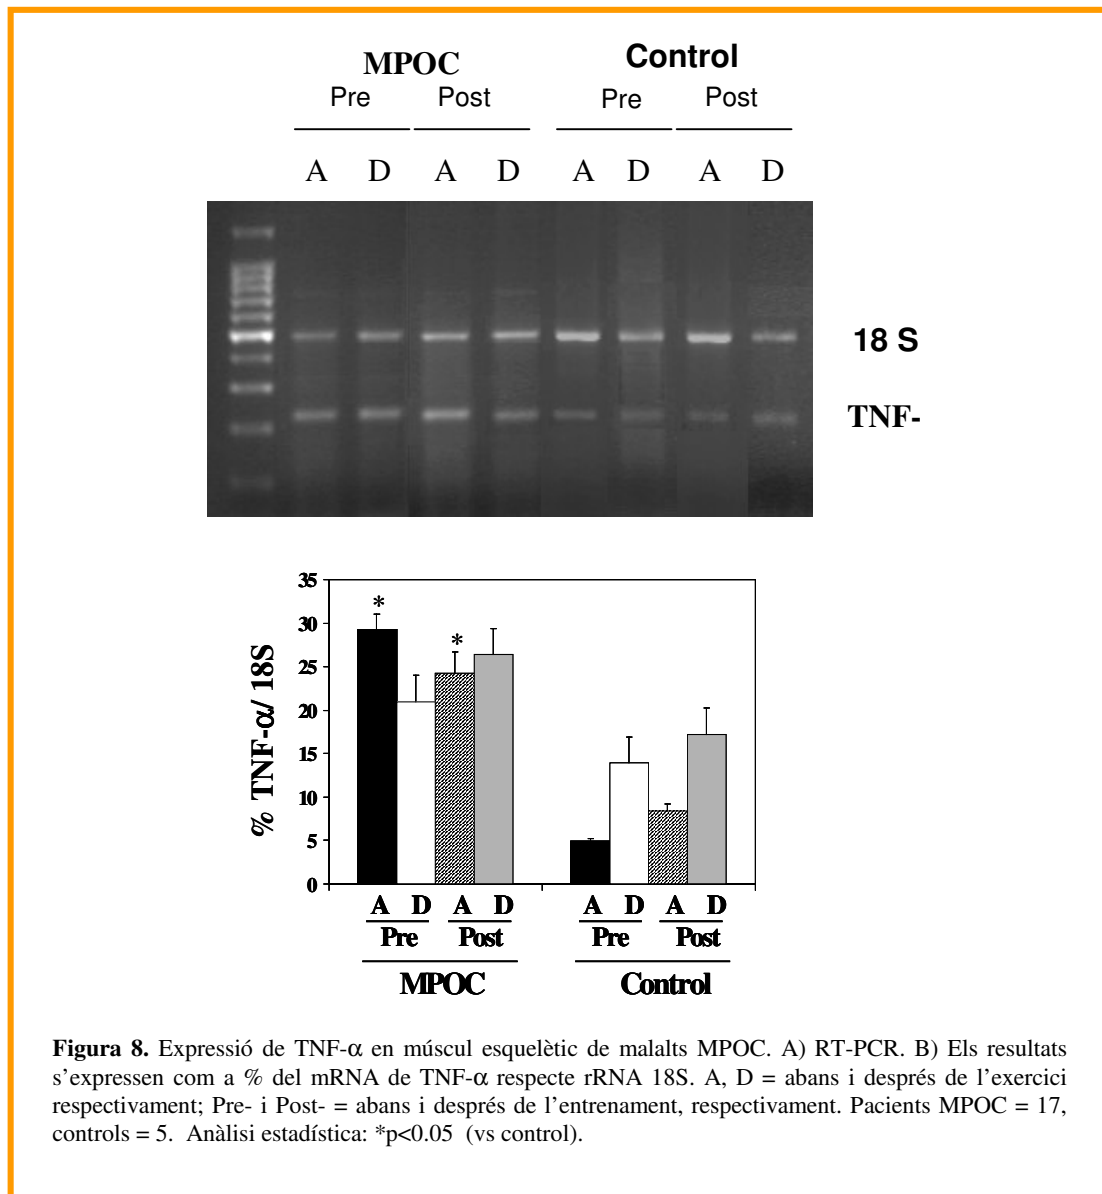 MPOC Control
Pre Post Pre Post
A D A D A D A D
18 S
TNF-
35
30
25
20
15
10
5
0
% TNF-α/ 18S
* *
A D A D A D A D
Pre Post Pre Post
MPOC Control
Figura 8. Expressió de TNF-α en múscul esquelètic de malalts MPOC. A) RT-PCR. B) Els resultats
s’expressen com a % del mRNA de TNF-α respecte rRNA 18S. A, D = abans i després de l’exercici
respectivament; Pre- i Post- = abans i després de l’entrenament, respectivament. Pacients MPOC = 17,
controls = 5. Anàlisi estadística: *p<0.05 (vs control).